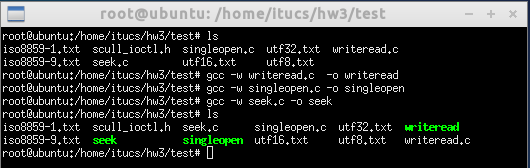 root@ubuntu: /home/itucs/hw3/test
root@ubuntu:/home/itucs/hw3/test# ls
iso8859-1.txt scull_ioctl.h singleopen.c utf32.txt writeread.c
iso8859-9.txt seek.c utf16.txt utf8.txt
root@ubuntu:/home/itucs/hw3/test# gcc -w writeread.c -o writeread
root@ubuntu:/home/itucs/hw3/test# gcc -w singleopen.c -o singleopen
root@ubuntu:/home/itucs/hw3/test# gcc -w seek.c -o seek
root@ubuntu:/home/itucs/hw3/test# ls
iso8859-1.txt scull_ioctl.h seek.c singleopen.c utf32.txt writeread
iso8859-9.txt seek singleopen utf16.txt utf8.txt writeread.c
root@ubuntu:/home/itucs/hw3/test#